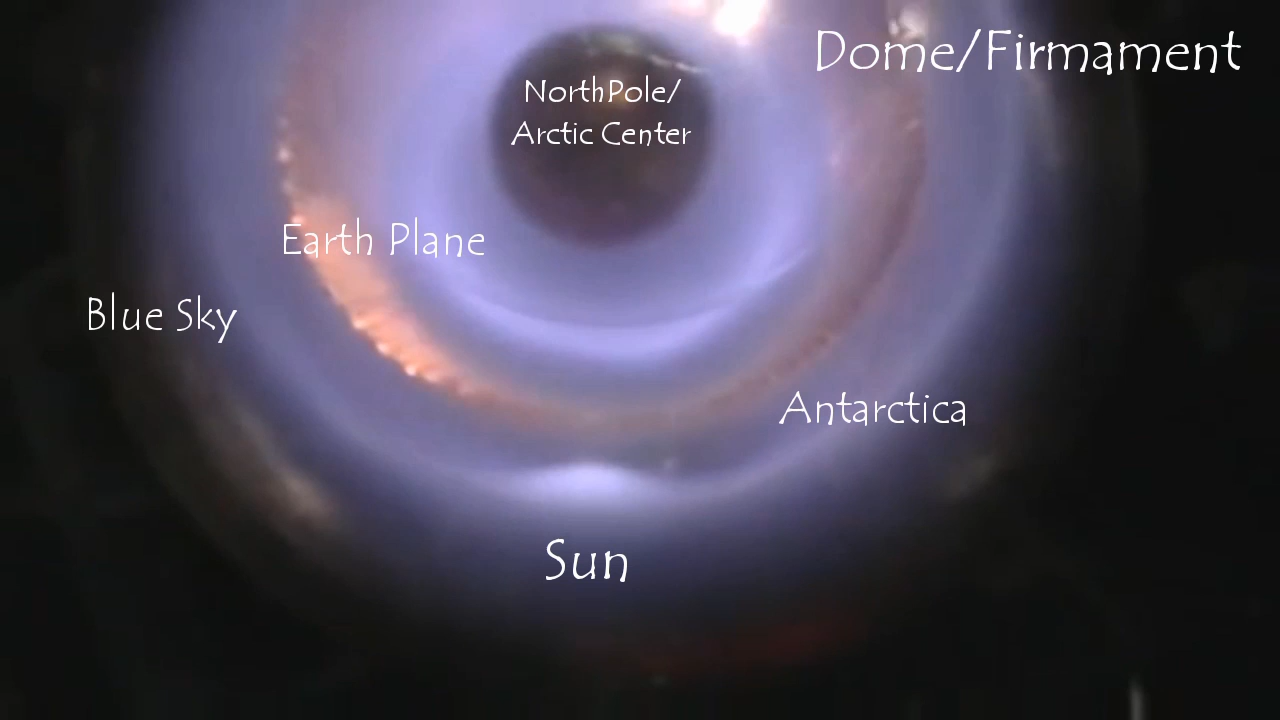 Dome/Firmament
NorthPole/
Arctic Center
Earth Plane
Blue Sky
Antarctica
Sun